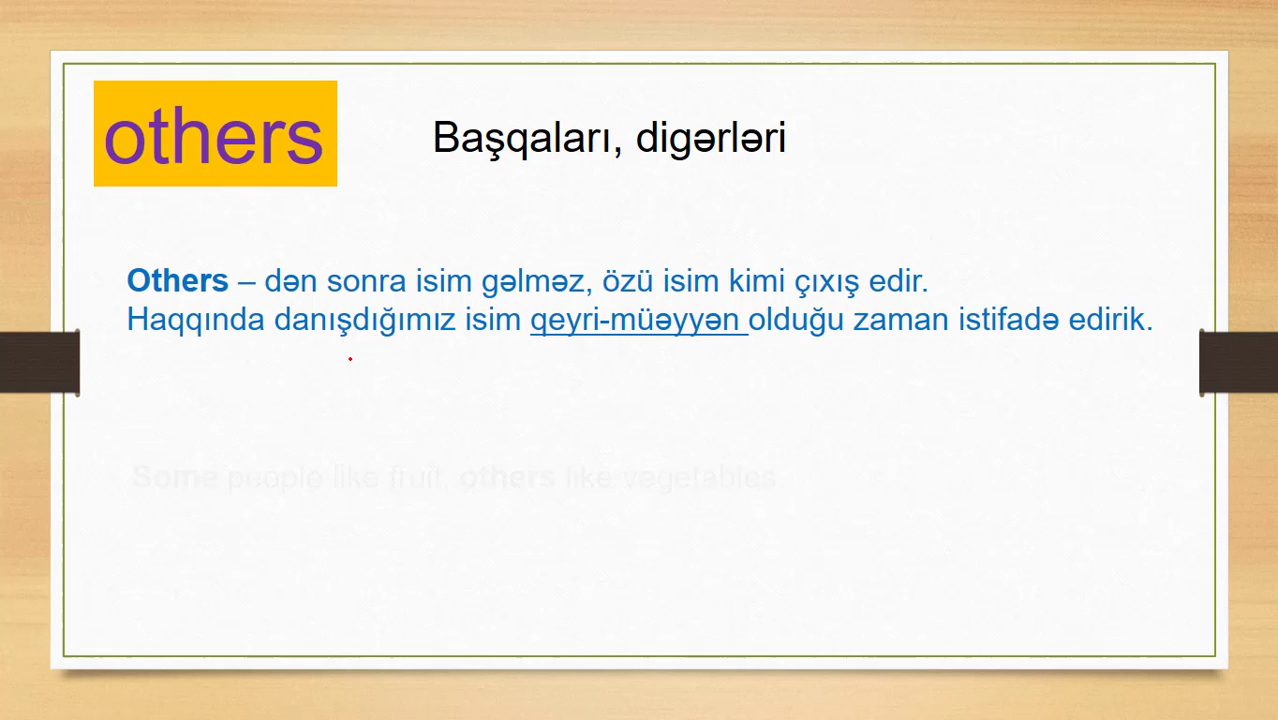 others
Başqaları, digərləri
Others – dən sonra isim gəlməz, özü isim kimi çıxış edir.
Haqqında danışdığımız isim qeyri-müəyyən olduğu zaman istifadə edirik.
Some people like fruit, others like vegetables